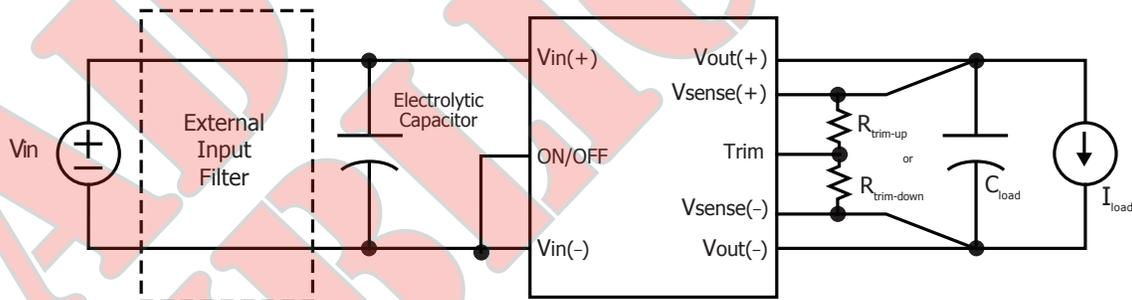 Vin
External
Input
Filter
Electrolytic
Capacitor
Vin(+)
ON/OFF
Vin(–)
Vout(+)
Vsense(+)
Trim
Vsense(–)
Vout(–)
Rtrim-up
or
Rtrim-down
Cload
Iload